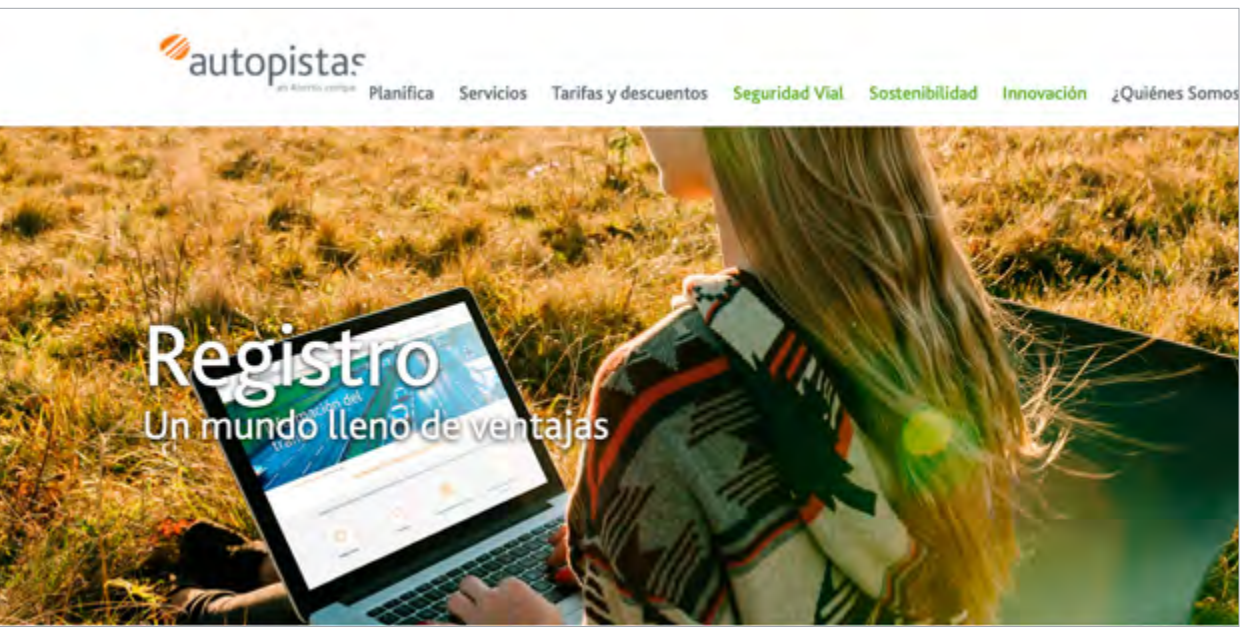 autopistas
Planifica Servicios Tarifas y descuentos Seguridad Vial Sostenibilidad Innovación ¿Quiénes Somos
Registro
Un mundo lleno de ventajas